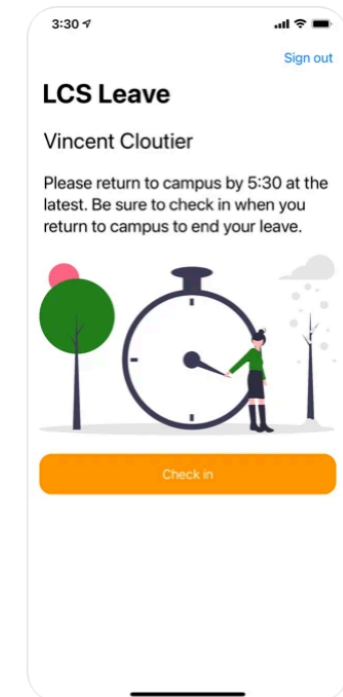 3:30
Sign out
LCS Leave
Vincent Cloutier
Please return to campus by 5:30 at the
latest. Be sure to check in when you
return to campus to end your leave.
Check in